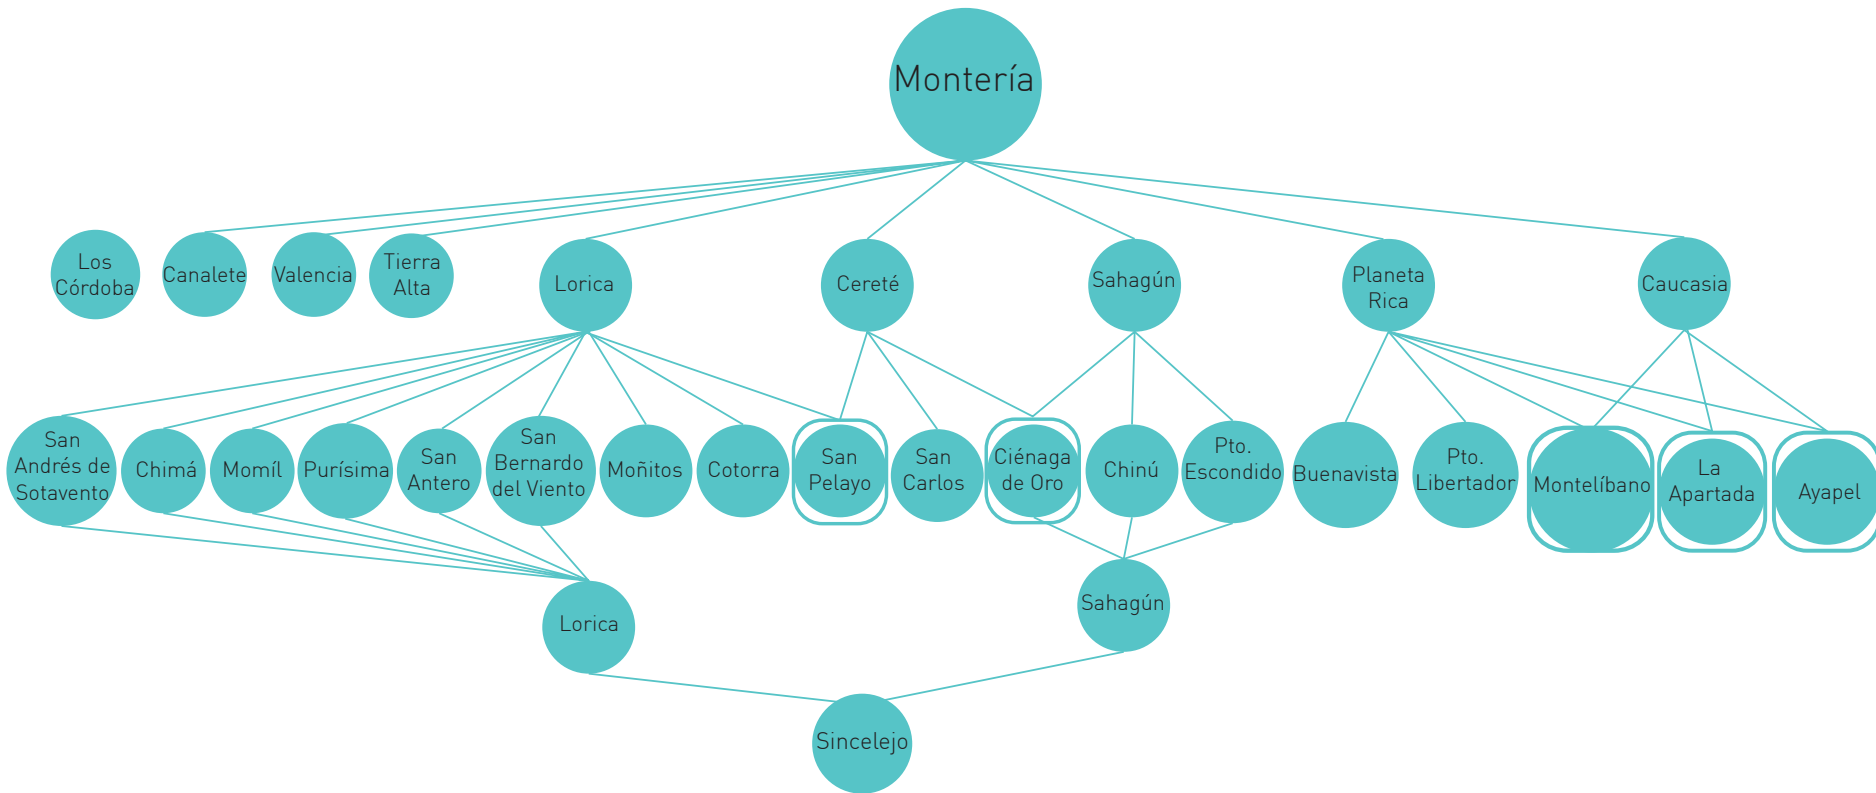 Montería
Los
Córdoba
Canalete
Valencia
Tierra
Alta
Lorica
Cereté
Sahagún
Planeta
Rica
Caucasia
San
Andrés de
Sotavento
Chimá
Momíl
Purísima
San
Antero
San
Bernardo
del Viento
Moñitos
Cotorra
San
Pelayo
San
Carlos
Ciénaga
de Oro
Chinú
Pto.
Escondido
Buenavista
Pto.
Libertador
Montelíbano
La
Apartada
Ayapel
Lorica
Sahagún
Sincelejo